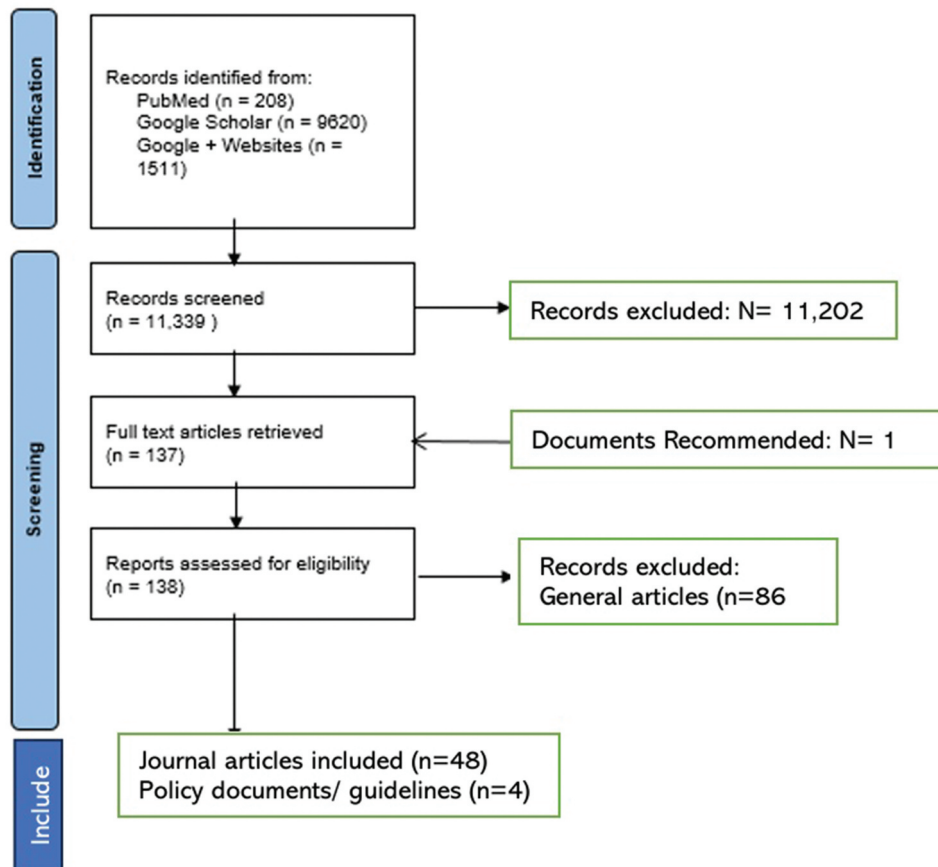 Identification
Records identified from:
PubMed (n = 208)
Google Scholar (n = 9620)
Google + Websites (n =
1511)
Screening
Records screened
(n = 11,339 )
Records excluded: N= 11,202
Full text articles retrieved
(n = 137)
Documents Recommended: N= 1
Reports assessed for eligibility
(n = 138)
Records excluded:
General articles (n=86
Include
Journal articles included (n=48)
Policy documents/ guidelines (n=4)